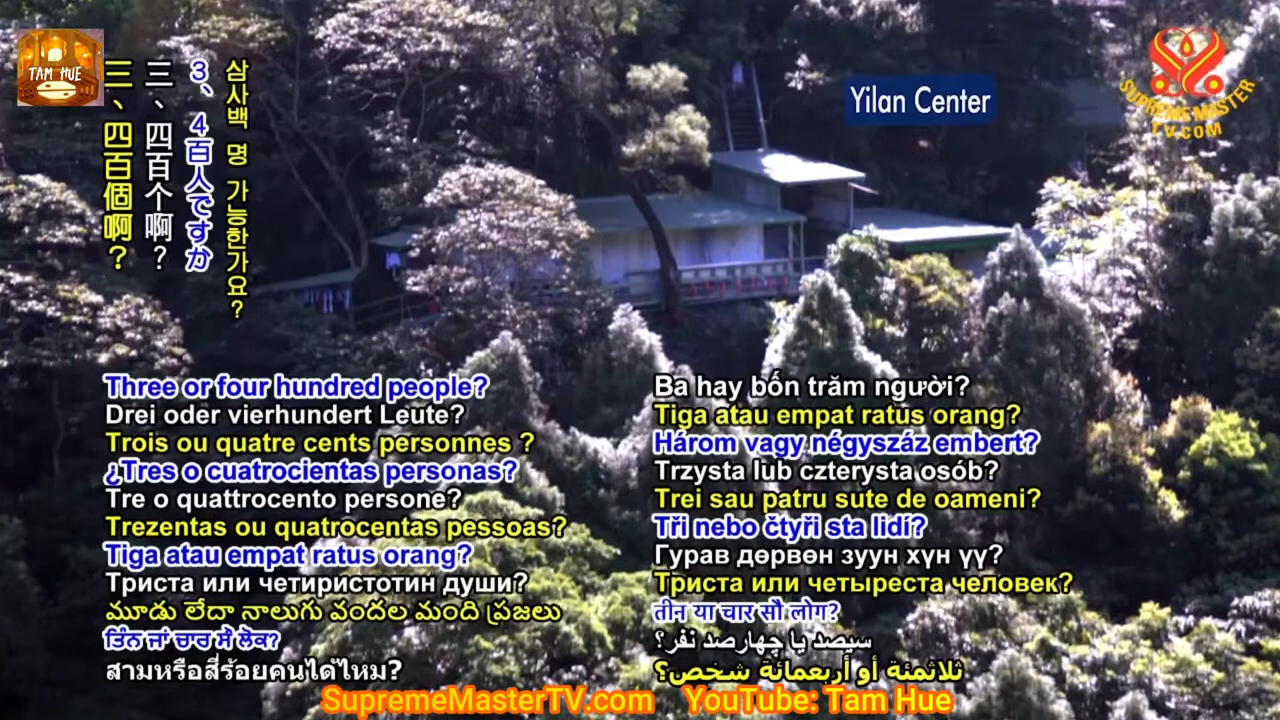 TAM HUE
三、四百個啊？
三、四百个啊？
3、4百人ですか
삼사백 명 가능한가요?
Yilan Center
SUPREME MASTER
TV.COM
Three or four hundred people?
Drei oder vierhundert Leute?
Trois ou quatre cents personnes ?
¿Tres o cuatrocientas personas?
Tre o quattrocento persone?
Trezentas ou quatrocentas pessoas?
Tiga atau empat ratus orang?
Триста или четиристотин души?
మూడు లేదా నాలుగు వందల మంది ప్రజలు
ਤਿੰਨ ਜਾਂ ਚਾਰ ਸੌ ਲੋਕ?
สามหรือสี่ร้อยคนได้ไหม?
Ba hay bốn trăm người?
Tiga atau empat ratus orang?
Három vagy négyszáz embert?
Trzysta lub czterysta osób?
Trei sau patru sute de oameni?
Tři nebo čtyři sta lidí?
Гурав дөрвөн зуун хүн үү?
Триста или четыреста человек?
तीन या चार सौ लोग?
سیصد یا چهارصد نفر؟
ثلاثمئة أو أربعمائة شخص؟
SupremeMasterTV.com YouTube: Tam Hue